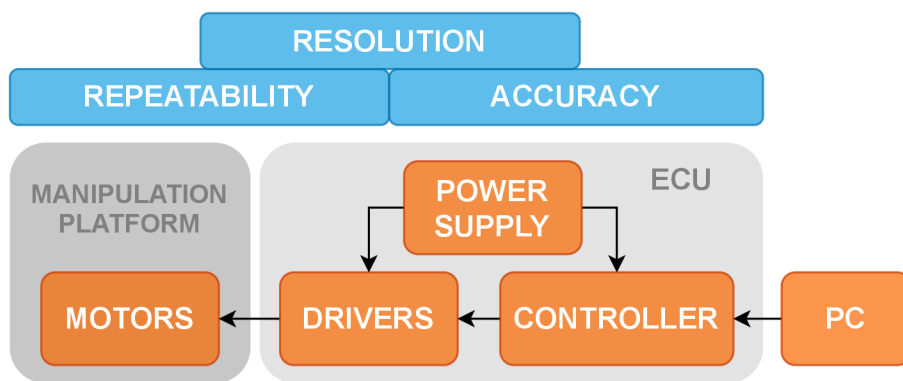 RESOLUTION
REPEATABILITY
ACCURACY
MANIPULATION
PLATFORM
ECU
POWER
SUPPLY
MOTORS
DRIVERS
CONTROLLER
PC